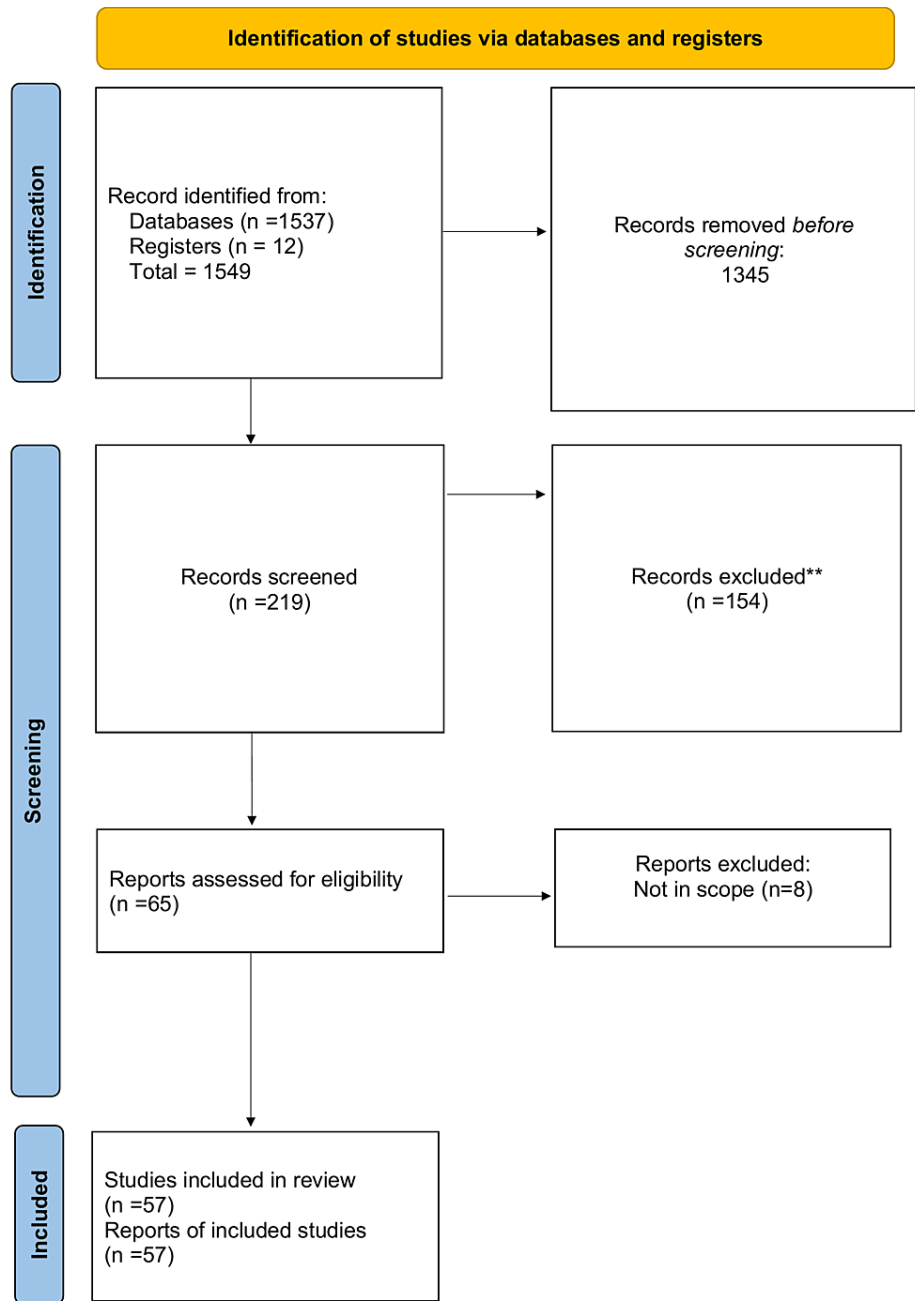 Identification of studies via databases and registers
Identification
Record identified from:
Databases (n =1537)
Registers (n = 12)
Total = 1549
Records removed before
screening:
1345
Screening
Records screened
(n =219)
Records excluded**
(n =154)
Reports assessed for eligibility
(n =65)
Reports excluded:
Not in scope (n=8)
Included
Studies included in review
(n =57)
Reports of included studies
(n =57)